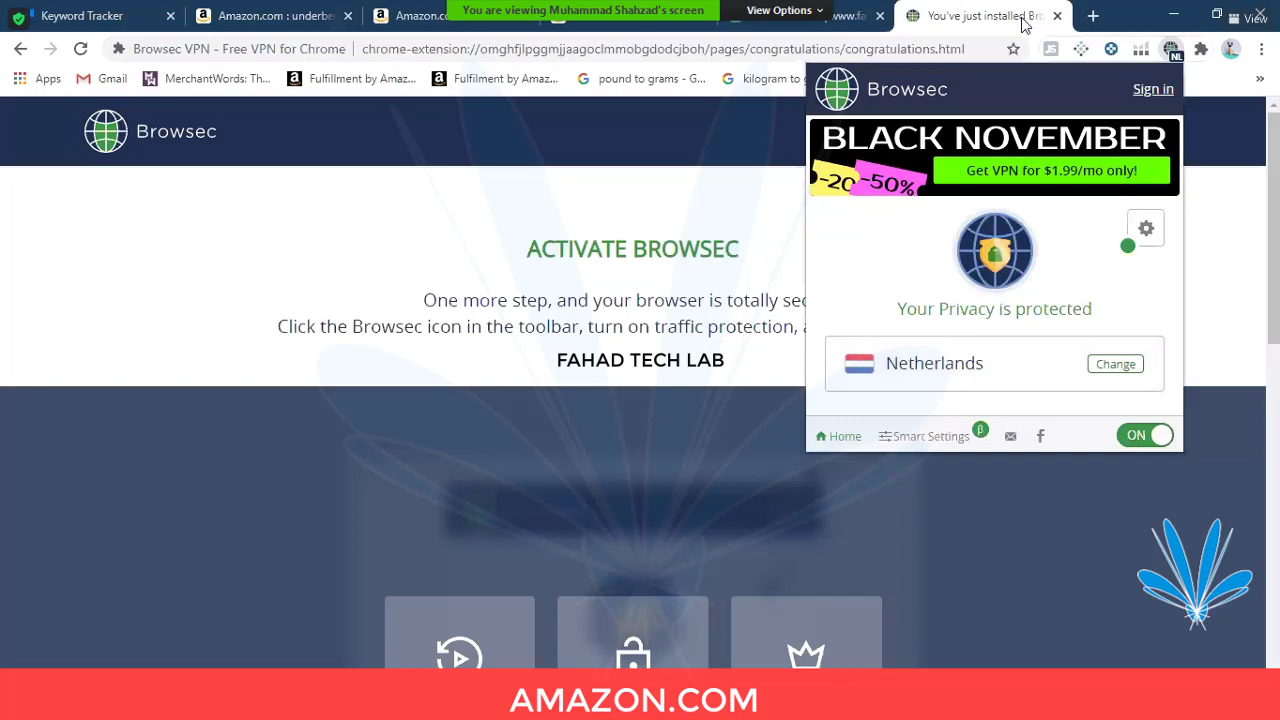 Keyword Tracker
Amazon.com : underbe
Amazon.co
www.fa
You've just installed Bro
You are viewing Muhammad Shahzad's screen
View Options
View
Browsec VPN - Free VPN for Chrome
chrome-extension://omghfjlpggmjjaagoclmmobgdodcjboh/pages/congratulations/congratulations.html
NL
Apps
Gmail
MerchantWords: Th...
Fulfillment by Amaz...
Fulfilment by Amaz...
pound to grams - G...
kilogram to g
Browsec
Browsec
Sign in
BLACK NOVEMBER
-20
-50%
Get VPN for $1.99/mo only!
ACTIVATE BROWSEC
One more step, and your browser is totally sec
Click the Browsec icon in the toolbar, turn on traffic protection, a
FAHAD TECH LAB
Your Privacy is protected
Netherlands
Change
Home
Smart Settings
β
ON
AMAZON.COM